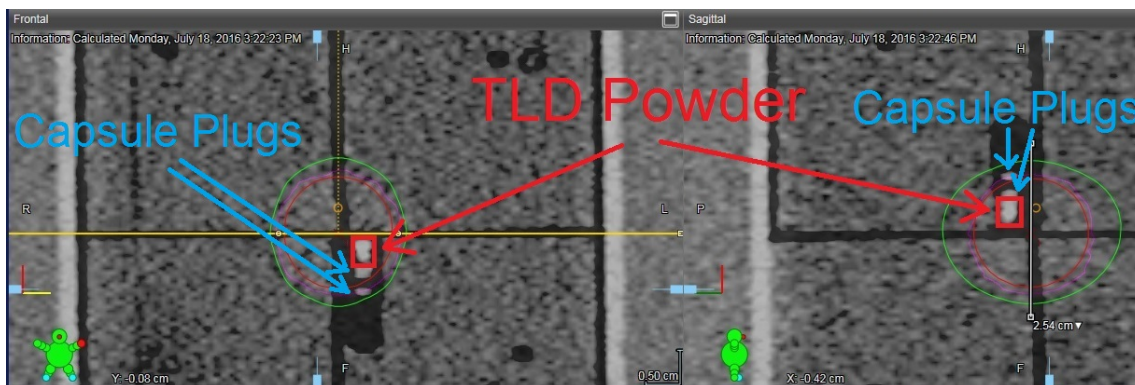 Frontal
Information: Calculated Monday, July 18, 2016 3:22:23 PM
H
Capsule Plugs
TLD Powder
R
L
F
Y: -0.08 cm
0.50 cm
Sagittal
Information: Calculated Monday, July 18, 2016 3:22:46 PM
H
Capsule Plugs
P
2.54 cm
F
X: -0.42 cm